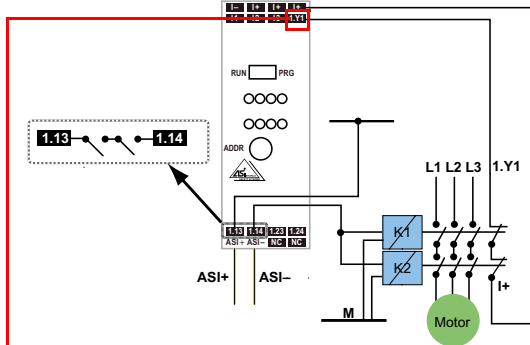 I− I+ I+ I+
1.Y1
RUN PRG
ADDR
ASi
1.13 1.14
1.13 1.14 1.23 1.24
ASI+ ASI− NC NC
ASI+ ASI−
L1 L2 L3 1.Y1
K1
K2
I+
M
Motor